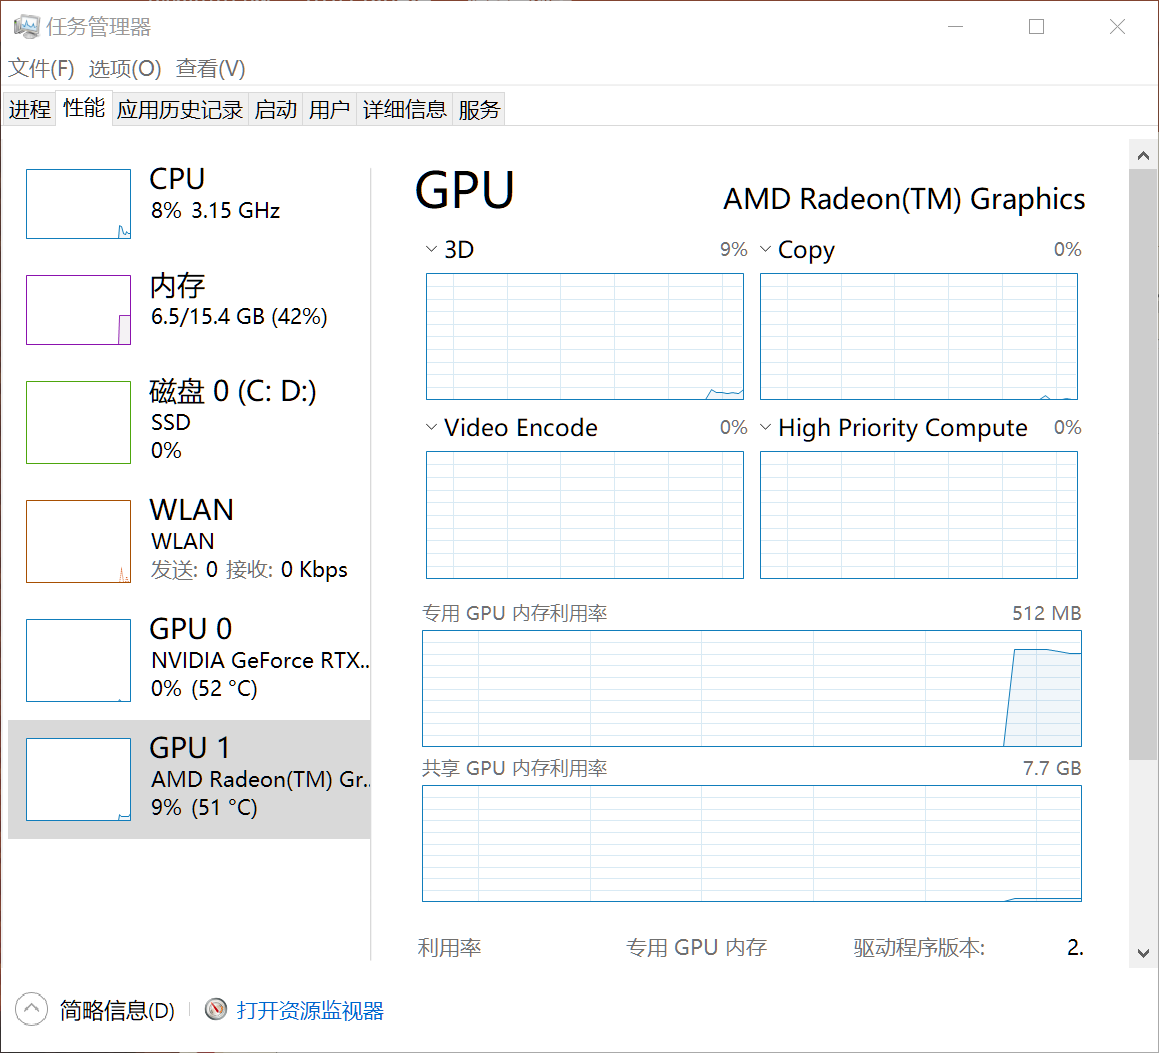 任务管理器
文件(F) 选项(O) 查看(V)
进程 性能 应用历史记录 启动 用户 详细信息 服务
CPU
8% 3.15 GHz
内存
6.5/15.4 GB (42%)
磁盘 0 (C: D:)
SSD
0%
WLAN
WLAN
发送: 0 接收: 0 Kbps
GPU 0
NVIDIA GeForce RTX...
0% (52 °C)
GPU 1
AMD Radeon(TM) Gr...
9% (51 °C)
GPU AMD Radeon(TM) Graphics
3D 9% Copy 0%
Video Encode 0% High Priority Compute 0%
专用 GPU 内存利用率 512 MB
共享 GPU 内存利用率 7.7 GB
利用率 专用 GPU 内存 驱动程序版本: 2.
简略信息(D) 打开资源监视器